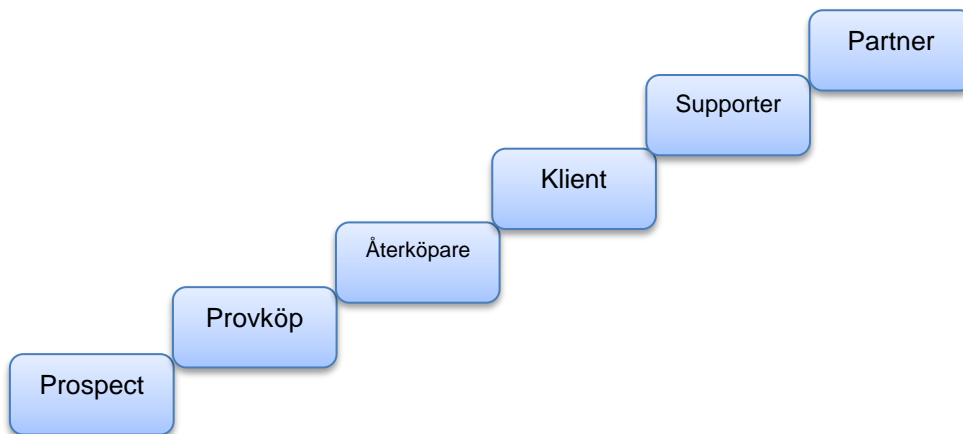 Partner
Supporter
Klient
Återköpare
Provköp
Prospect